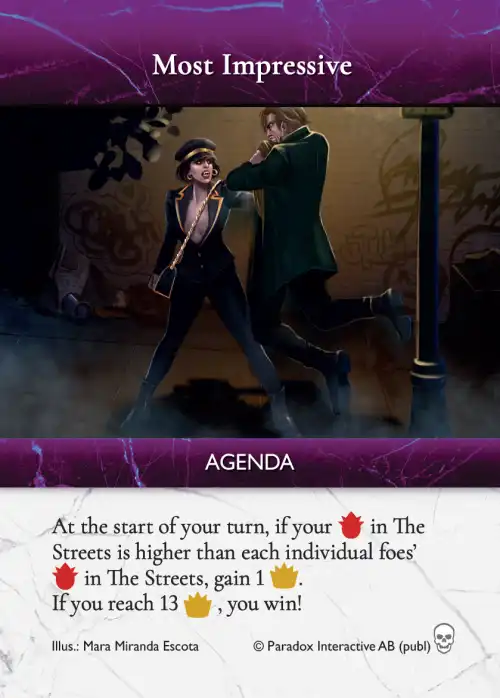 Most Impressive
AGENDA
At the start of your turn, if your in The
Streets is higher than each individual foes’
in The Streets, gain 1 .
If you reach 13 , you win!
Illus.: Mara Miranda Escota © Paradox Interactive AB (publ)